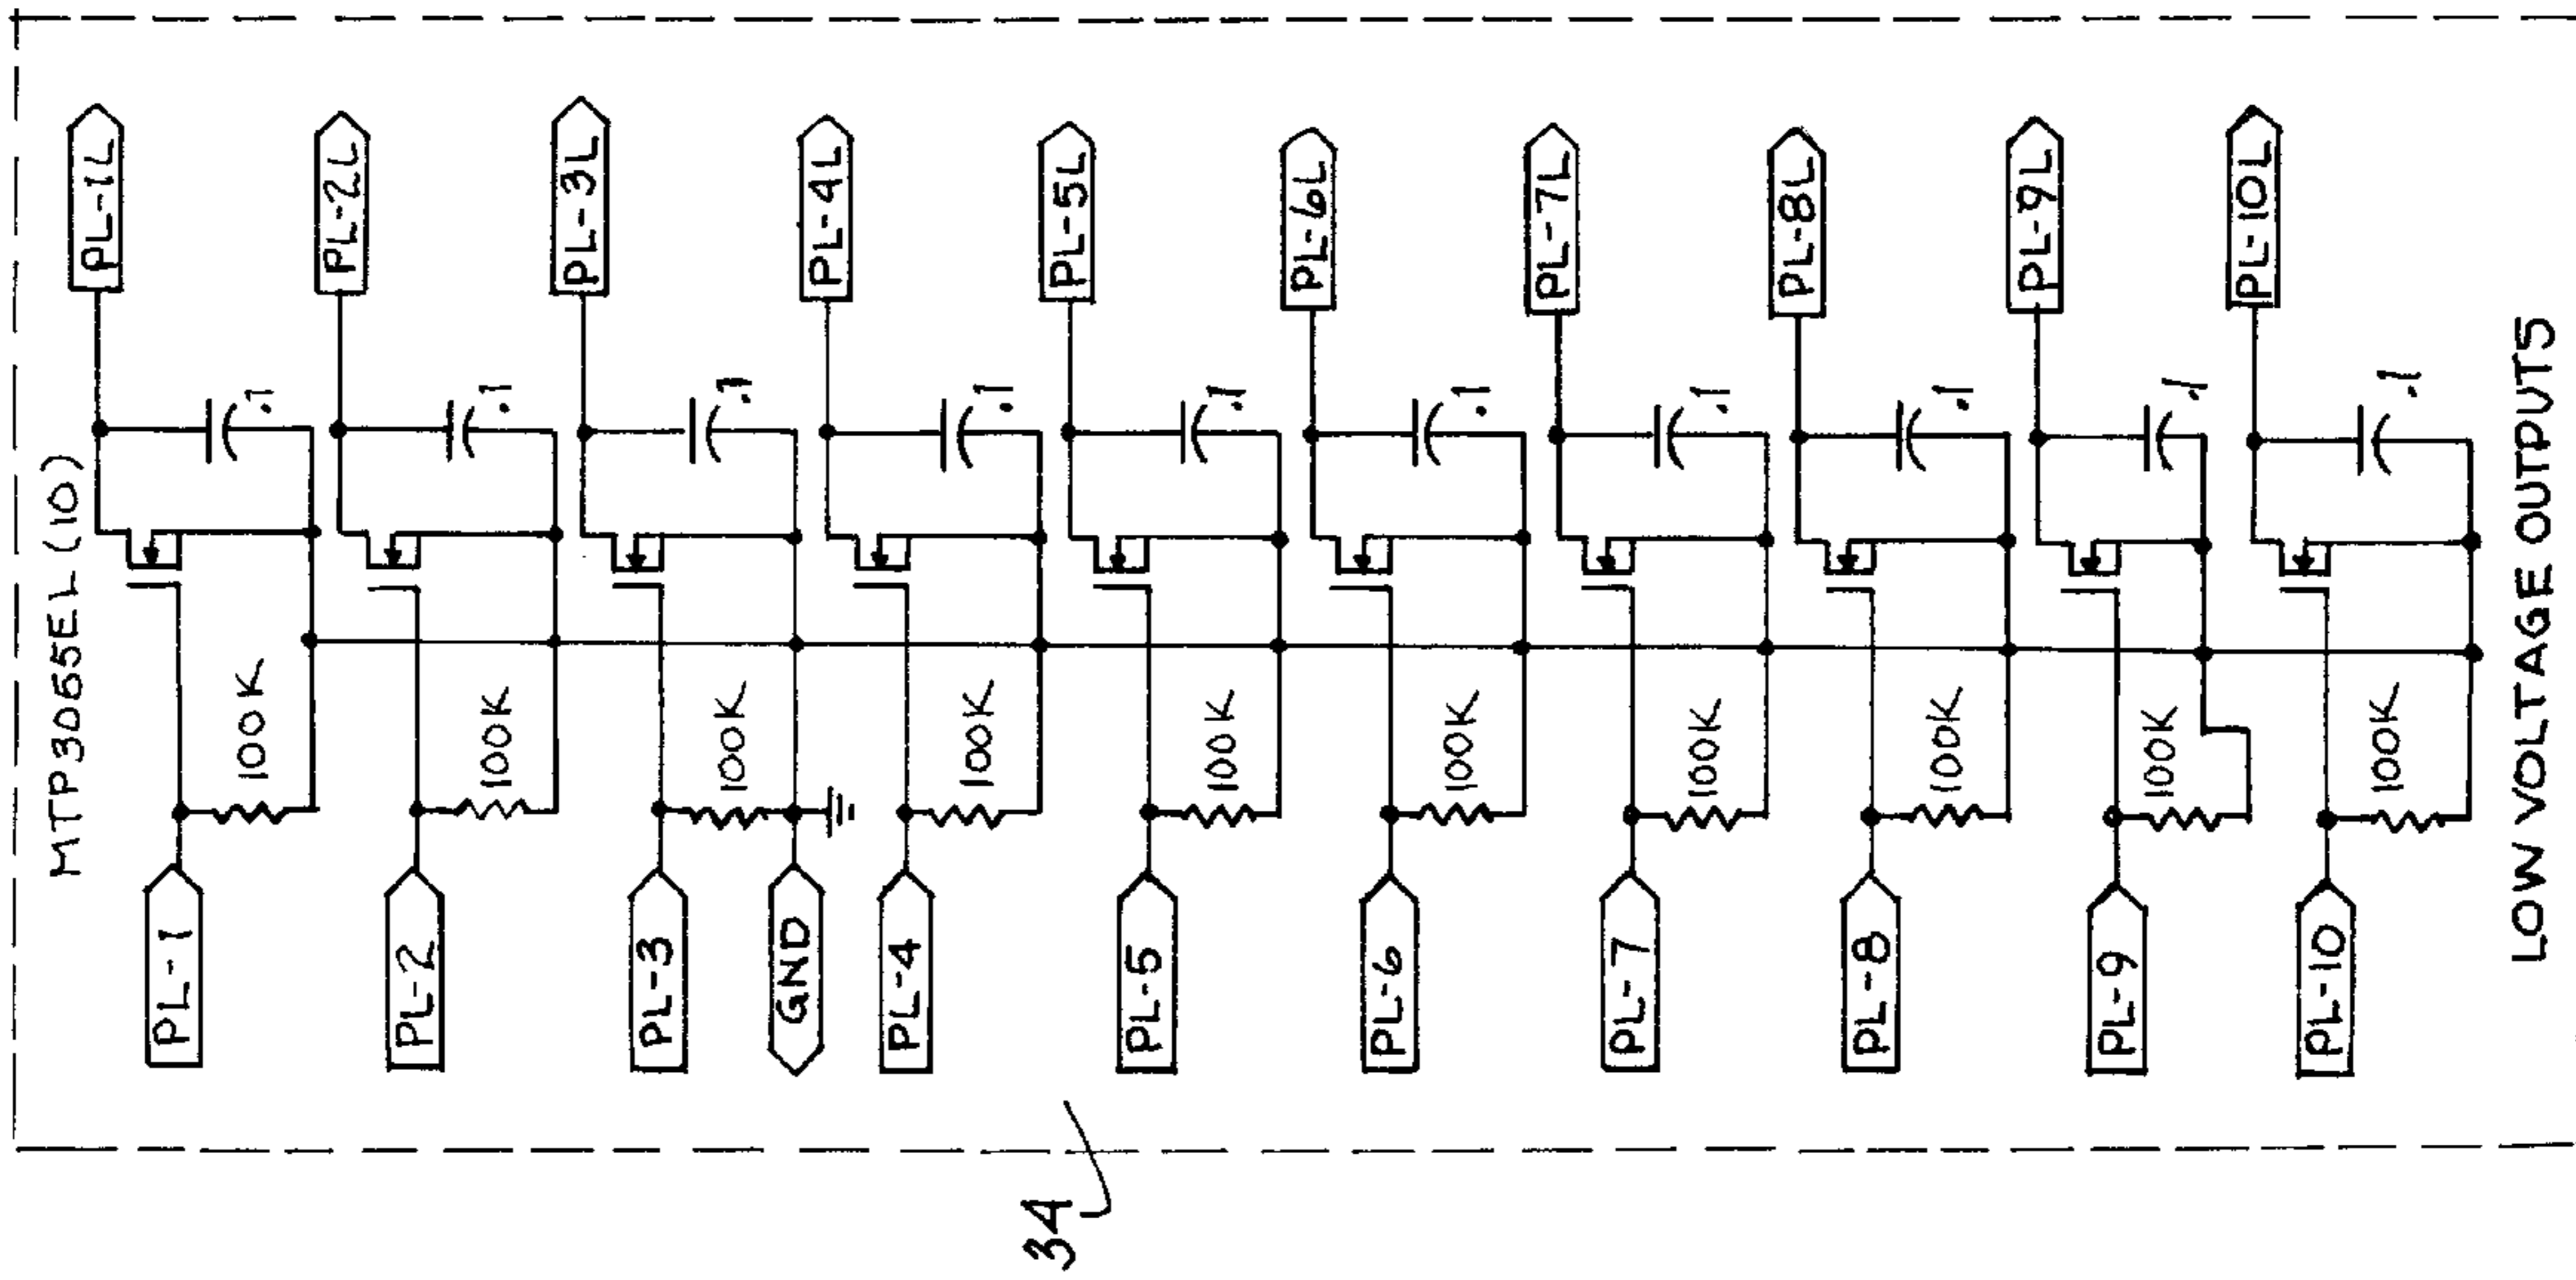 MTP3055EL (10)
PL-1
100K
.1
PL-1L
PL-2
100K
.1
PL-2L
PL-3
100K
.1
PL-3L
GND
PL-4
100K
.1
PL-4L
PL-5
100K
.1
PL-5L
PL-6
100K
.1
PL-6L
PL-7
100K
.1
PL-7L
PL-8
100K
.1
PL-8L
PL-9
100K
.1
PL-9L
PL-10
100K
.1
PL-10L
LOW VOLTAGE OUTPUTS
34